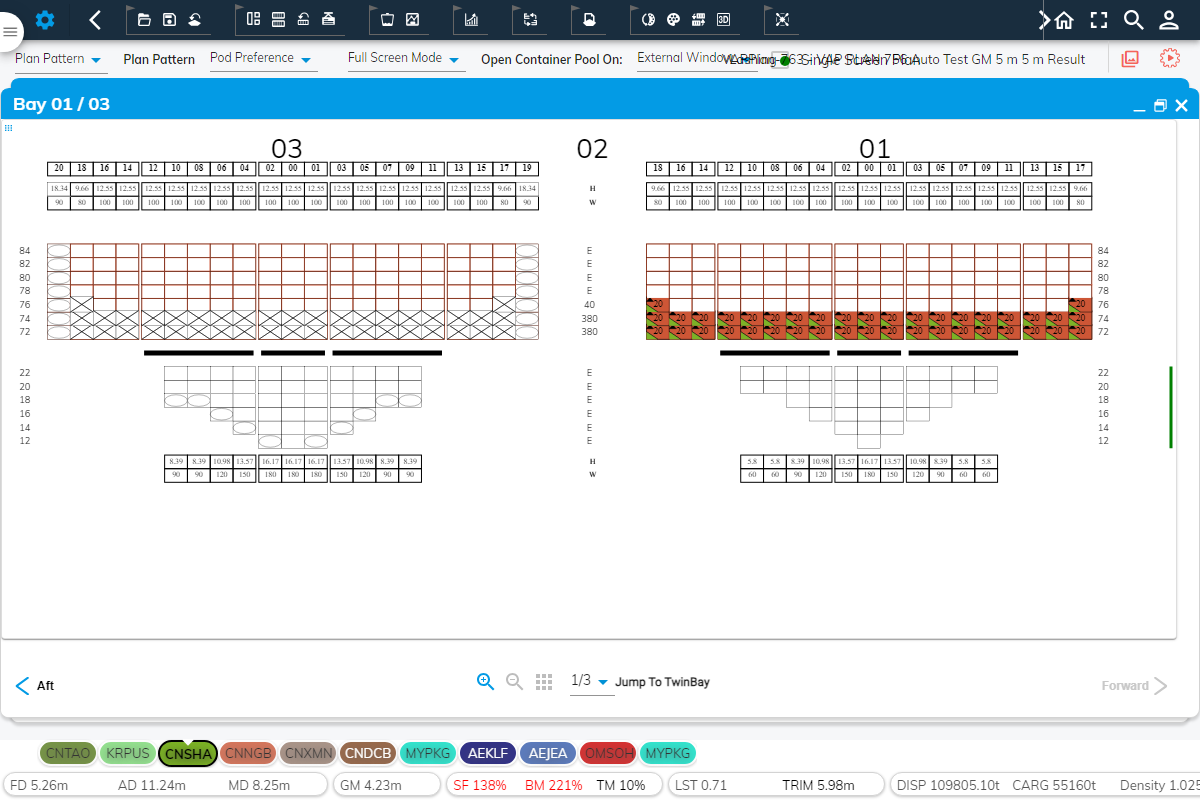 3D
Plan Pattern Plan Pattern Pod Preference Full Screen Mode Open Container Pool On: Auto Test GM 5 m 5 m Result
Bay 01 / 03
03 02 01
20 18 16 14 12 10 08 06 04 02 00 01 03 05 07 09 11 13 15 17 19 18 16 14 12 10 08 06 04 02 00 01 03 05 07 09 11 13 15 17
18.34 9.66 12.55 12.55 12.55 12.55 12.55 12.55 12.55 12.55 12.55 12.55 12.55 12.55 12.55 12.55 12.55 12.55 12.55 9.66 18.34 H 9.66 12.55 12.55 12.55 12.55 12.55 12.55 12.55 12.55 12.55 12.55 12.55 12.55 12.55 12.55 12.55 12.55 12.55 9.66
90 80 100 100 100 100 100 100 100 100 100 100 100 100 100 100 100 100 100 80 90 W 80 100 100 100 100 100 100 100 100 100 100 100 100 100 100 100 100 100 80
84 E 84
82 E 82
80 E 80
78 E 78
76 40 20 20 76
74 380 20 20 20 20 20 20 20 20 20 20 20 20 20 20 20 20 20 20 20 74
72 380 20 20 20 20 20 20 20 20 20 20 20 20 20 20 20 20 20 20 20 72
22 E 22
20 E 20
18 E 18
16 E 16
14 E 14
12 E 12
8.39 8.39 10.98 13.57 16.17 16.17 16.17 13.57 10.98 8.39 8.39 H 5.8 5.8 8.39 10.98 13.57 16.17 13.57 10.98 8.39 5.8 5.8
90 90 120 150 180 180 180 150 120 90 90 W 60 60 90 120 150 180 150 120 90 60 60
Aft 1/3 Jump To TwinBay Forward
CNTAO KRPUS CNSHA CNNGB CNXMN CNDCB MYPKG AEKLF AEJEA OMSOH MYPKG
FD 5.26m AD 11.24m MD 8.25m GM 4.23m SF 138% BM 221% TM 10% LST 0.71 TRIM 5.98m DISP 109805.10t CARG 55160t Density 1.025